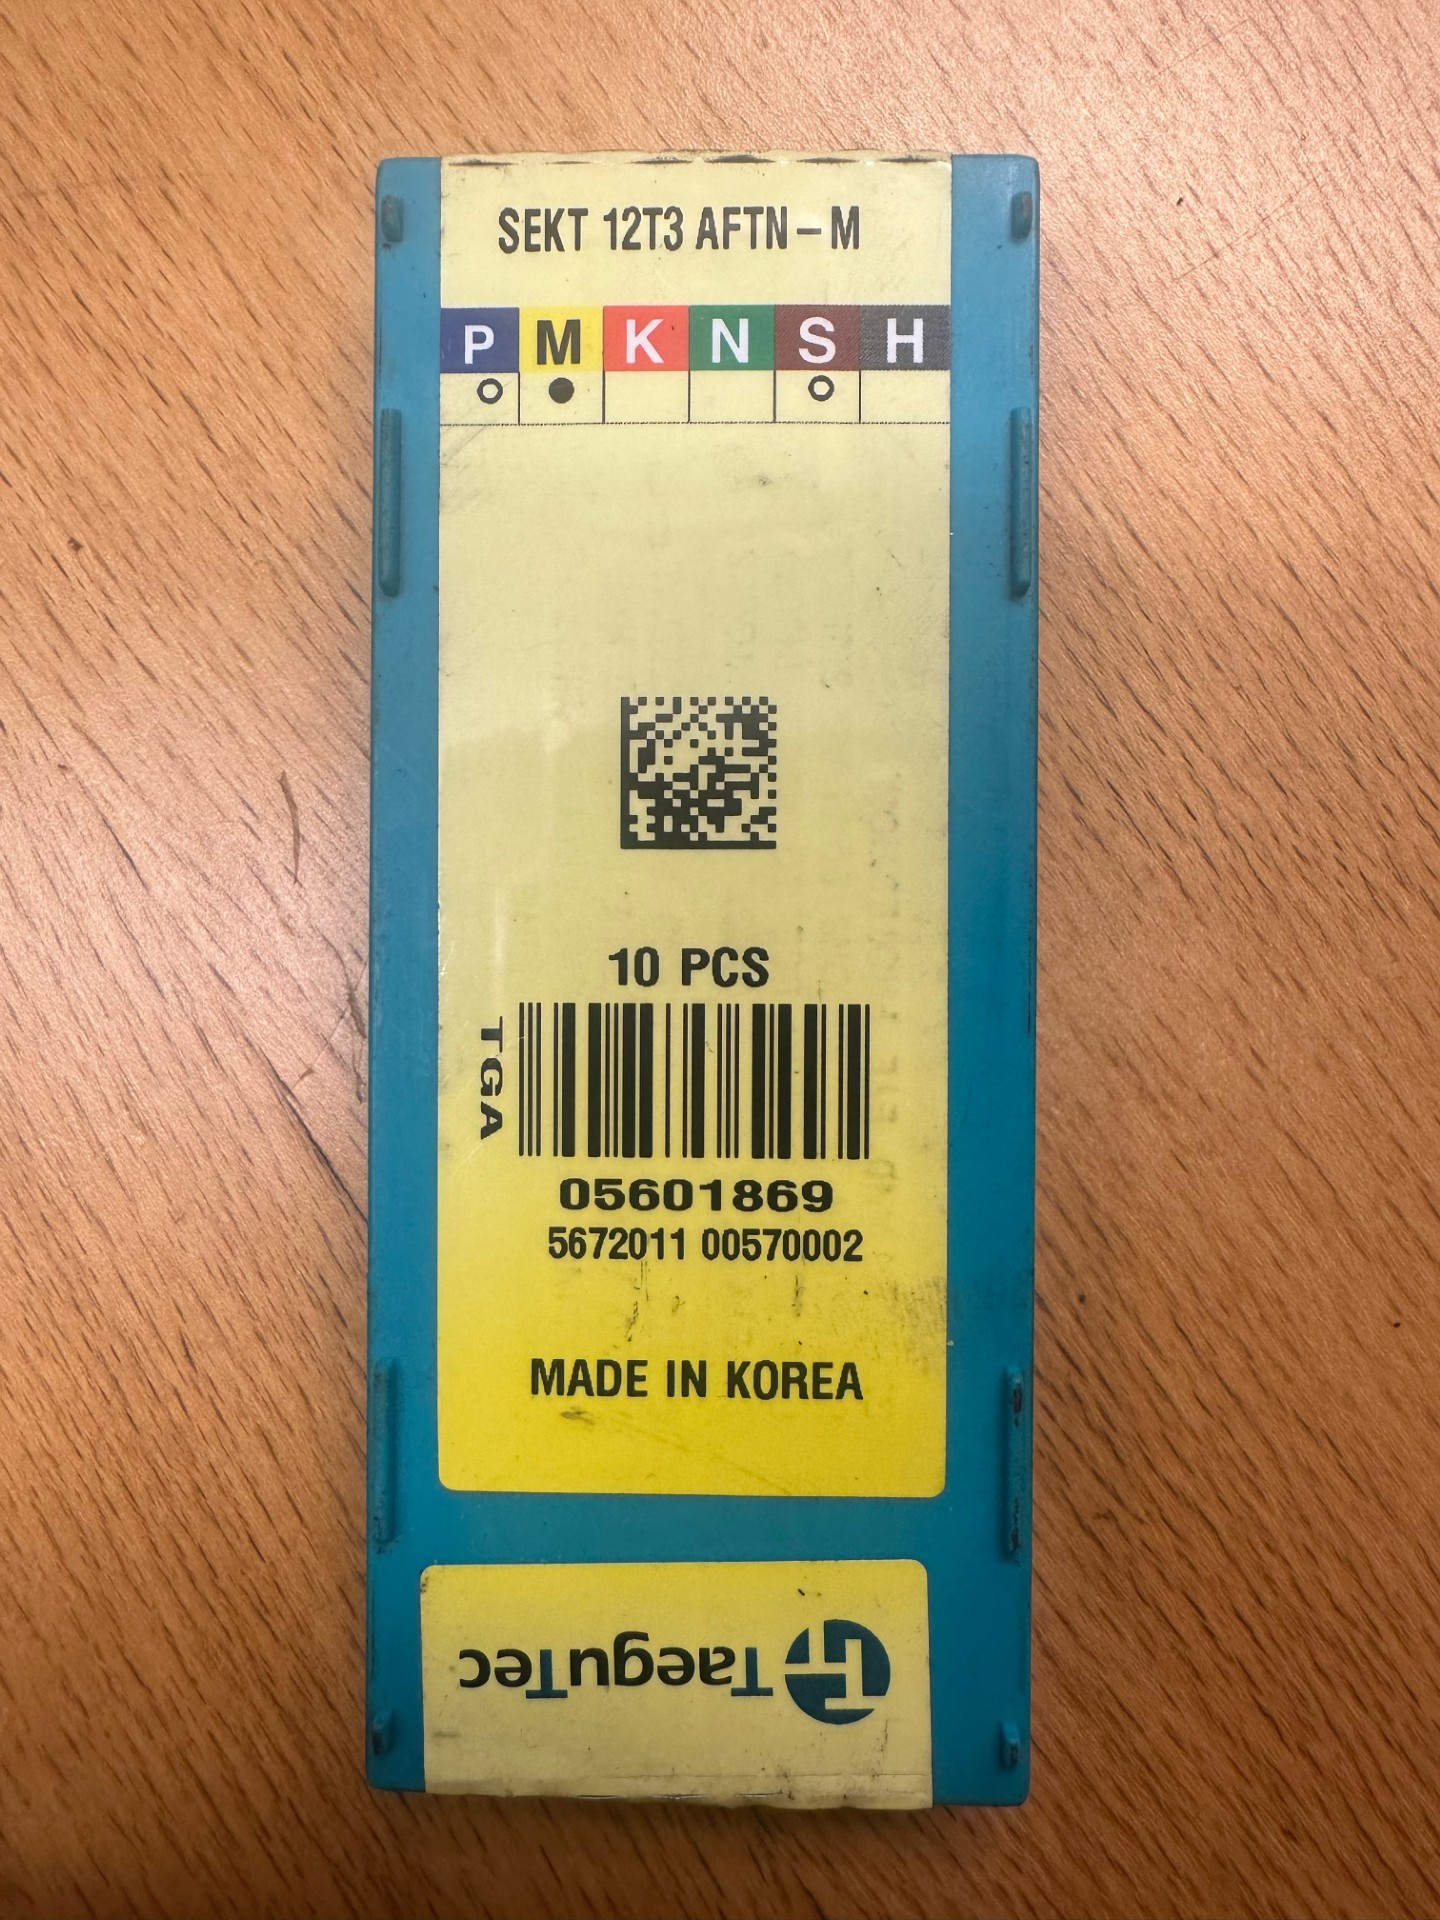 SEKT 12T3 AFTN – M
P M K N S H
10 PCS
TGA
05601869
5672011 00570002
MADE IN KOREA
TaeguTec